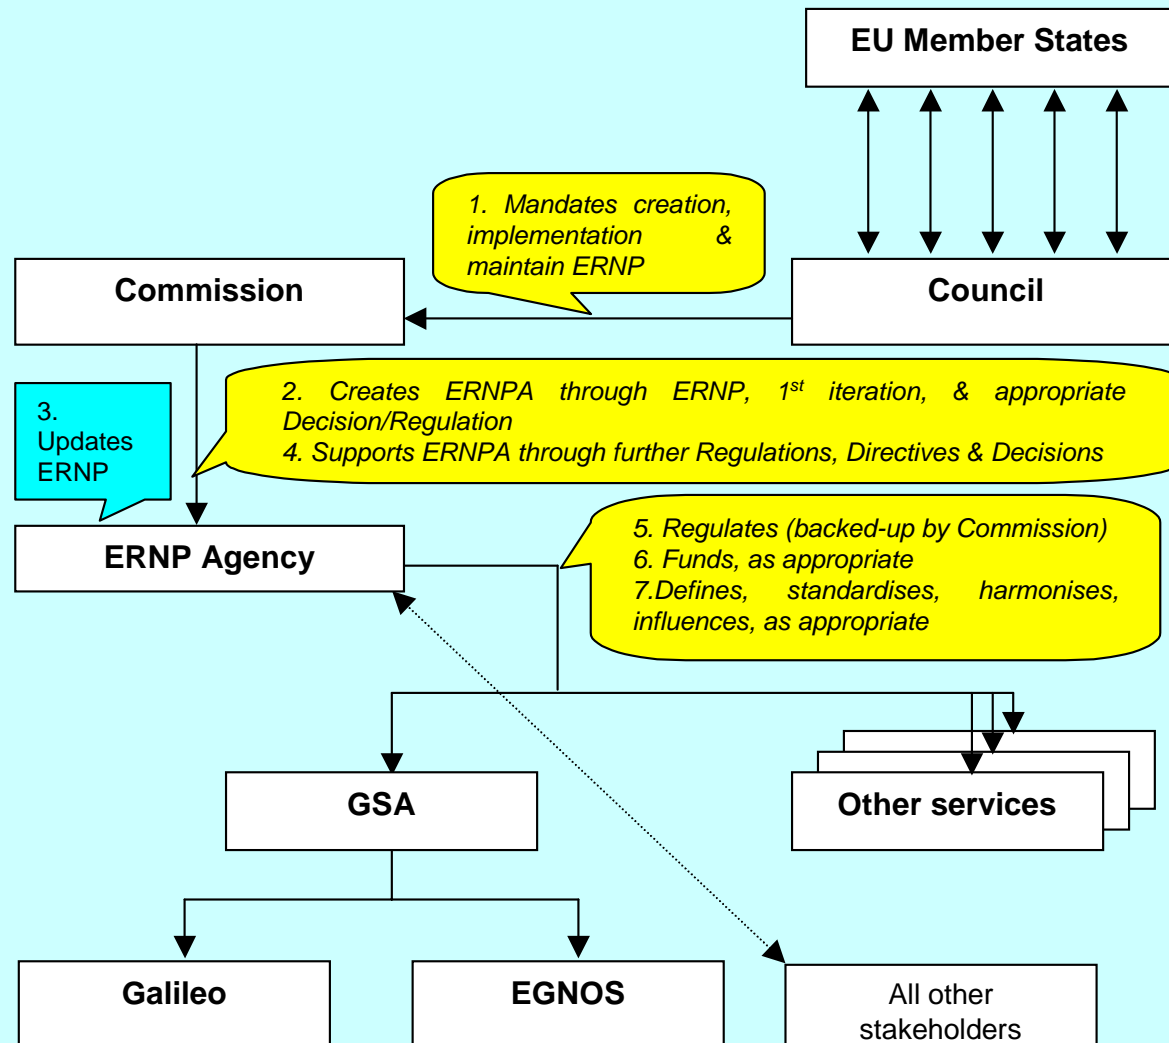 EU Member States
1. Mandates creation,
implementation &
maintain ERNP
Commission
Council
2. Creates ERNPA through ERNP, 1st iteration, & appropriate
Decision/Regulation
4. Supports ERNPA through further Regulations, Directives & Decisions
3.
Updates
ERNP
ERNP Agency
5. Regulates (backed-up by Commission)
6. Funds, as appropriate
7.Defines, standardises, harmonises,
influences, as appropriate
GSA
Other services
Galileo
EGNOS
All other
stakeholders